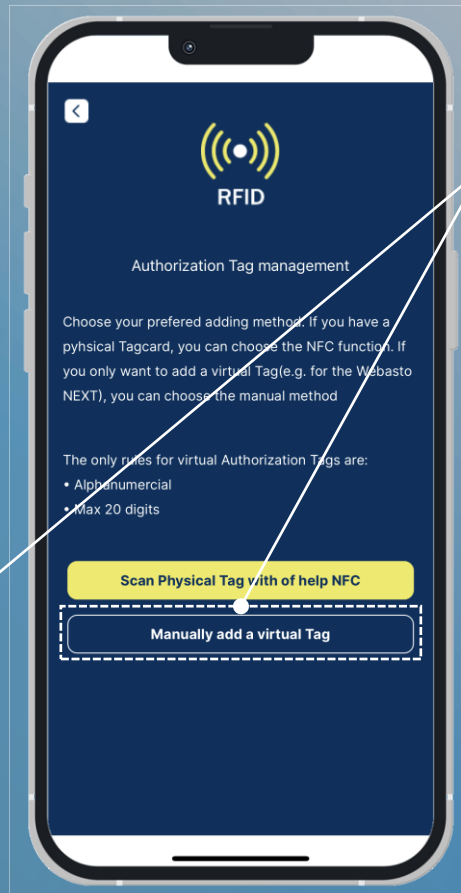 RFID
Authorization Tag management
Choose your prefered adding method. If you have a
pyhsical Tagcard, you can choose the NFC function. If
you only want to add a virtual Tag(e.g. for the Webasto
NEXT), you can choose the manual method
The only rules for virtual Authorization Tags are:
• Alphanumercial
• Max 20 digits
Scan Physical Tag with of help NFC
Manually add a virtual Tag